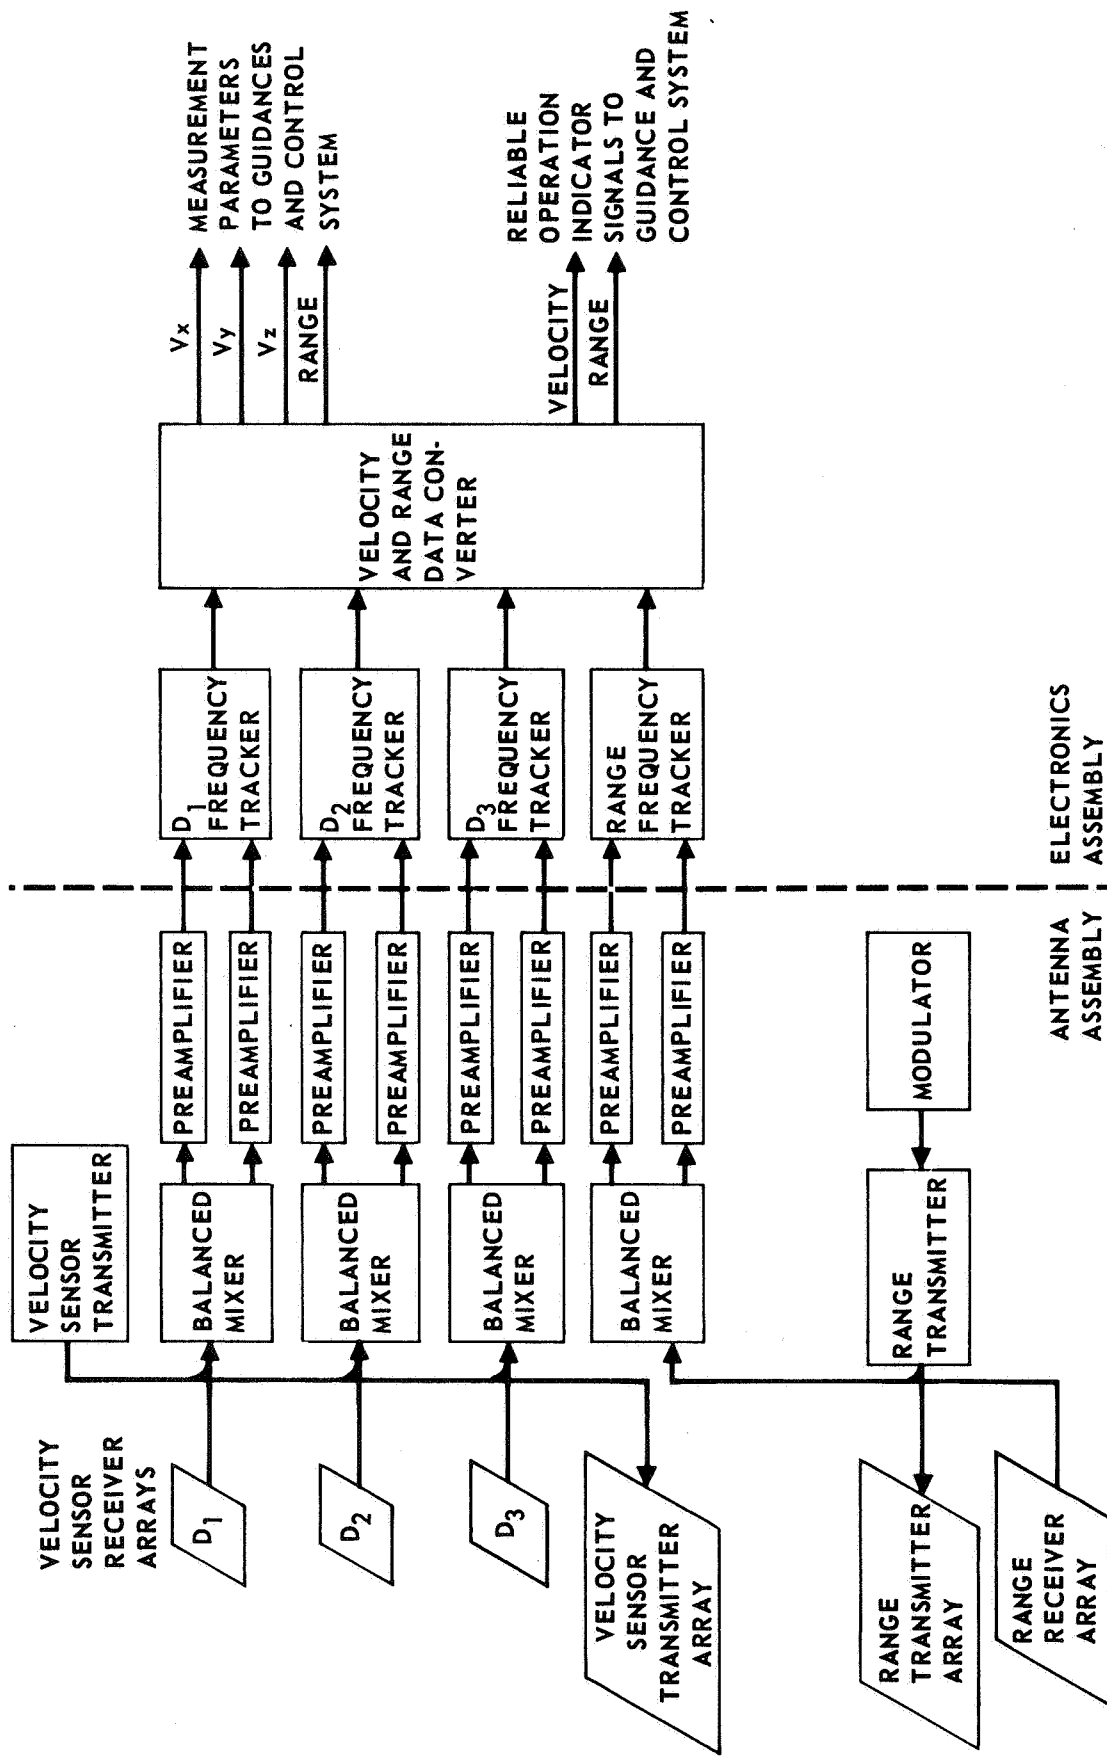 VELOCITY
SENSOR
RECEIVER
ARRAYS
D1
D2
D3
VELOCITY
SENSOR
TRANSMITTER
ARRAY
RANGE
TRANSMITTER
ARRAY
RANGE
RECEIVER
ARRAY
VELOCITY
SENSOR
TRANSMITTER
BALANCED
MIXER
BALANCED
MIXER
BALANCED
MIXER
BALANCED
MIXER
RANGE
TRANSMITTER
PREAMPLIFIER
PREAMPLIFIER
PREAMPLIFIER
PREAMPLIFIER
PREAMPLIFIER
PREAMPLIFIER
PREAMPLIFIER
PREAMPLIFIER
MODULATOR
ANTENNA
ASSEMBLY
D1
FREQUENCY
TRACKER
D2
FREQUENCY
TRACKER
D3
FREQUENCY
TRACKER
RANGE
FREQUENCY
TRACKER
ELECTRONICS
ASSEMBLY
VELOCITY
AND RANGE
DATA CON-
VERTER
Vx
Vy
Vz
RANGE
MEASUREMENT
PARAMETERS
TO GUIDANCES
AND CONTROL
SYSTEM
VELOCITY
RANGE
RELIABLE
OPERATION
INDICATOR
SIGNALS TO
GUIDANCE AND
CONTROL SYSTEM